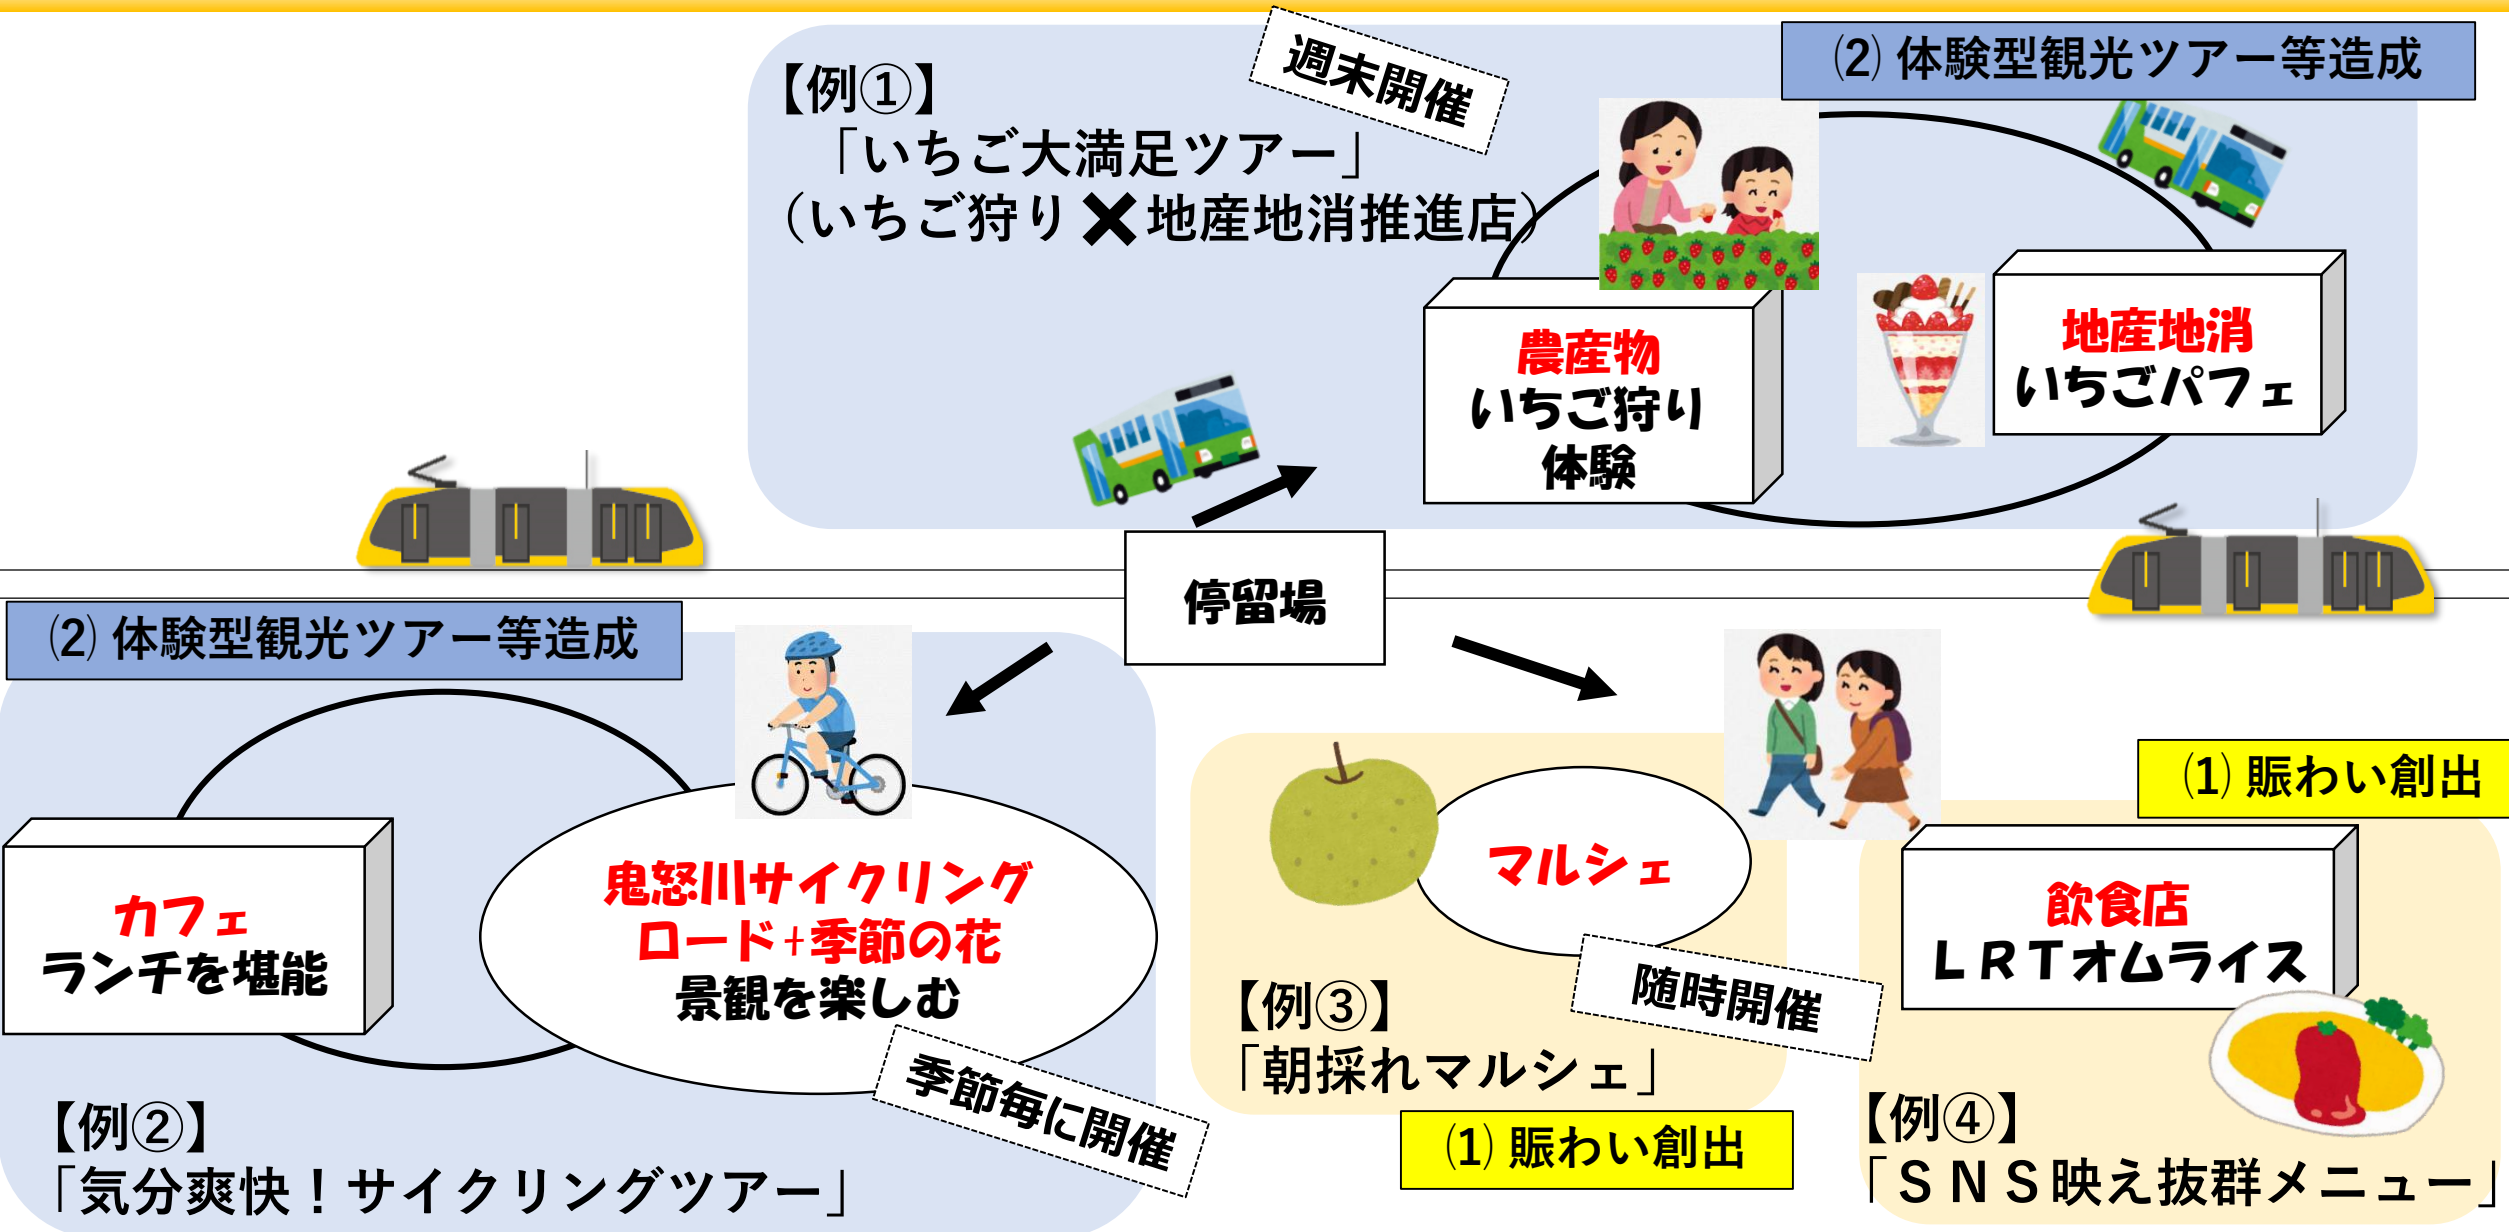 週末開催
(2) 体験型観光ツアー等造成
【例①】
「いちご大満足ツアー」
(いちご狩り✖地産地消推進店)
農産物
いちご狩り
体験
地産地消
いちごパフェ
停留場
(2) 体験型観光ツアー等造成
カフェ
ランチを堪能
鬼怒川サイクリング
ロード+季節の花
景観を楽しむ
季節毎に開催
【例②】
「気分爽快！サイクリングツアー」
マルシェ
随時開催
【例③】
「朝採れマルシェ」
(1) 賑わい創出
(1) 賑わい創出
飲食店
ＬＲＴオムライス
【例④】
「ＳＮＳ映え抜群メニュー」